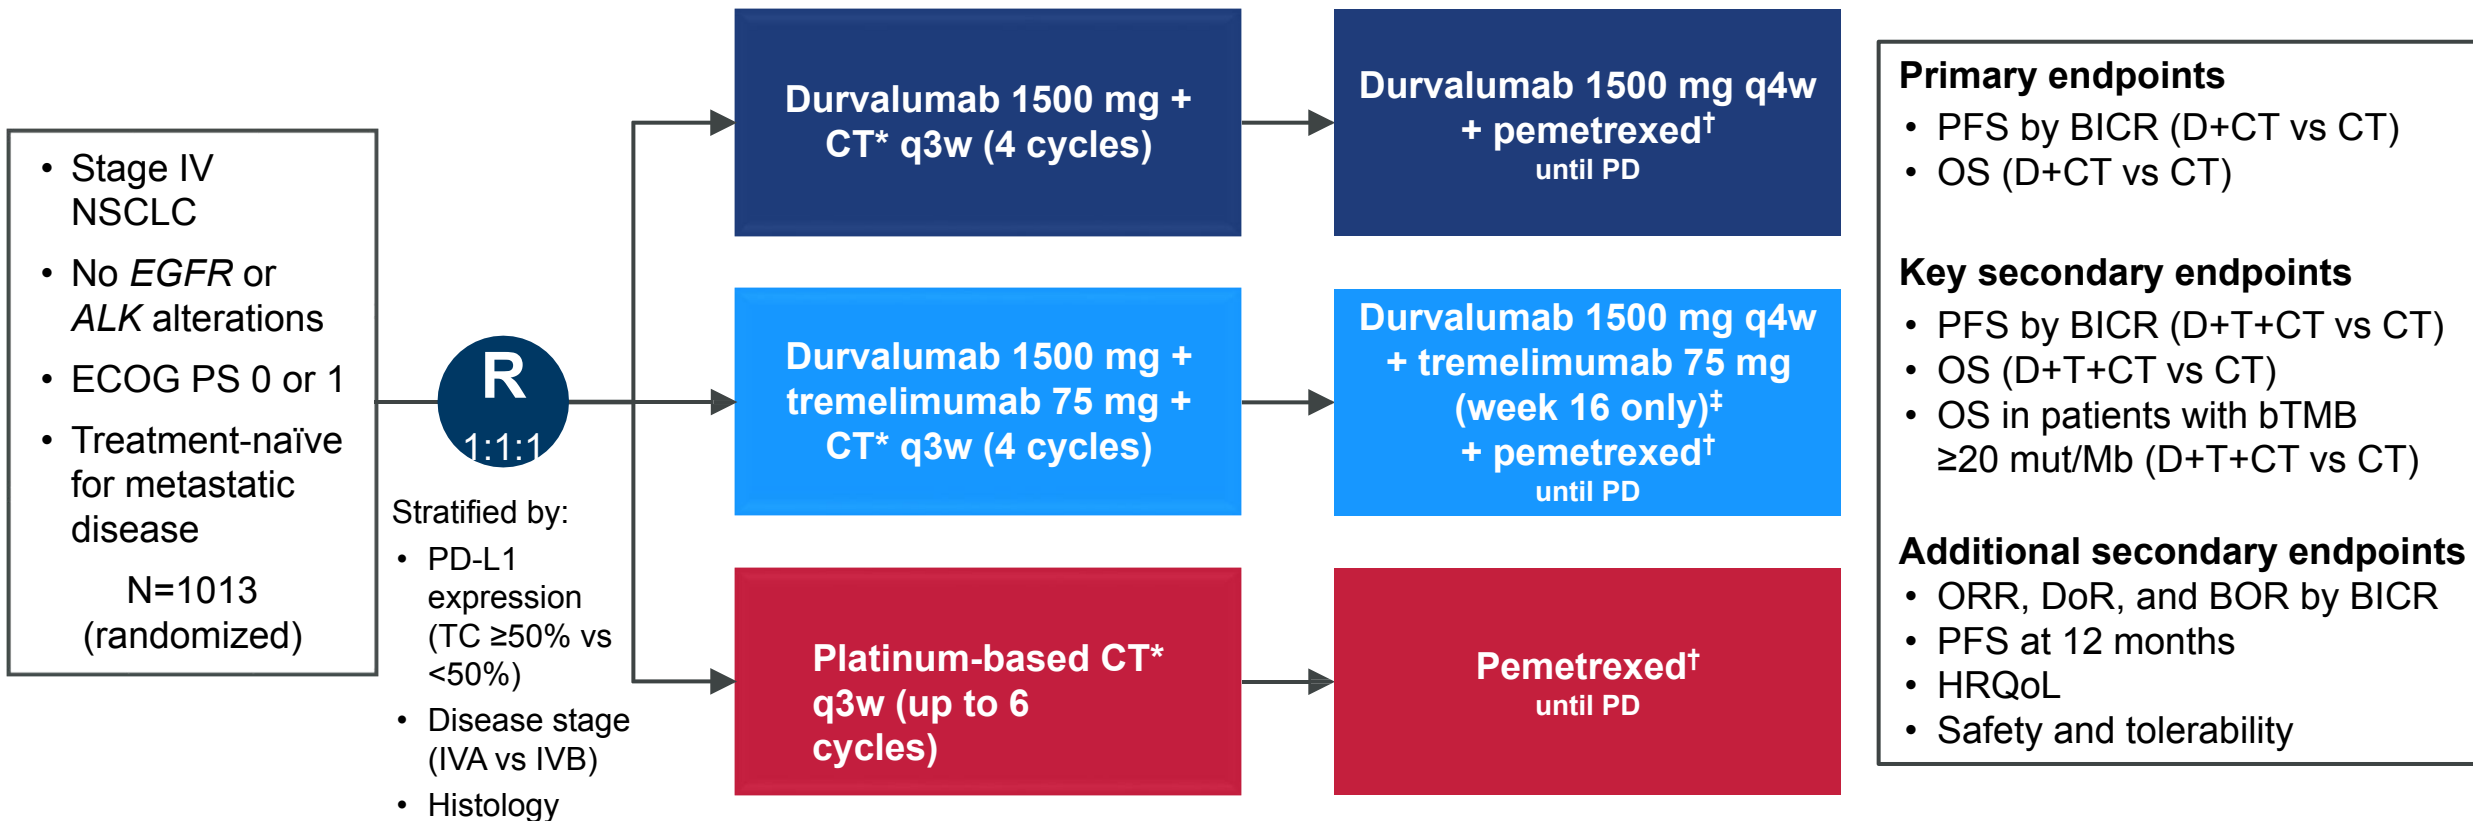 • Stage IV
NSCLC
• No EGFR or
ALK alterations
• ECOG PS 0 or 1
• Treatment-naïve
for metastatic
disease
N=1013
(randomized)
R
1:1:1
Stratified by:
• PD-L1
expression
(TC ≥50% vs
<50%)
• Disease stage
(IVA vs IVB)
• Histology
Durvalumab 1500 mg +
CT* q3w (4 cycles)
Durvalumab 1500 mg q4w
+ pemetrexed†
until PD
Durvalumab 1500 mg +
tremelimumab 75 mg +
CT* q3w (4 cycles)
Durvalumab 1500 mg q4w
+ tremelimumab 75 mg
(week 16 only)‡
+ pemetrexed†
until PD
Platinum-based CT*
q3w (up to 6
cycles)
Pemetrexed†
until PD
Primary endpoints
• PFS by BICR (D+CT vs CT)
• OS (D+CT vs CT)
Key secondary endpoints
• PFS by BICR (D+T+CT vs CT)
• OS (D+T+CT vs CT)
• OS in patients with bTMB
≥20 mut/Mb (D+T+CT vs CT)
Additional secondary endpoints
• ORR, DoR, and BOR by BICR
• PFS at 12 months
• HRQoL
• Safety and tolerability